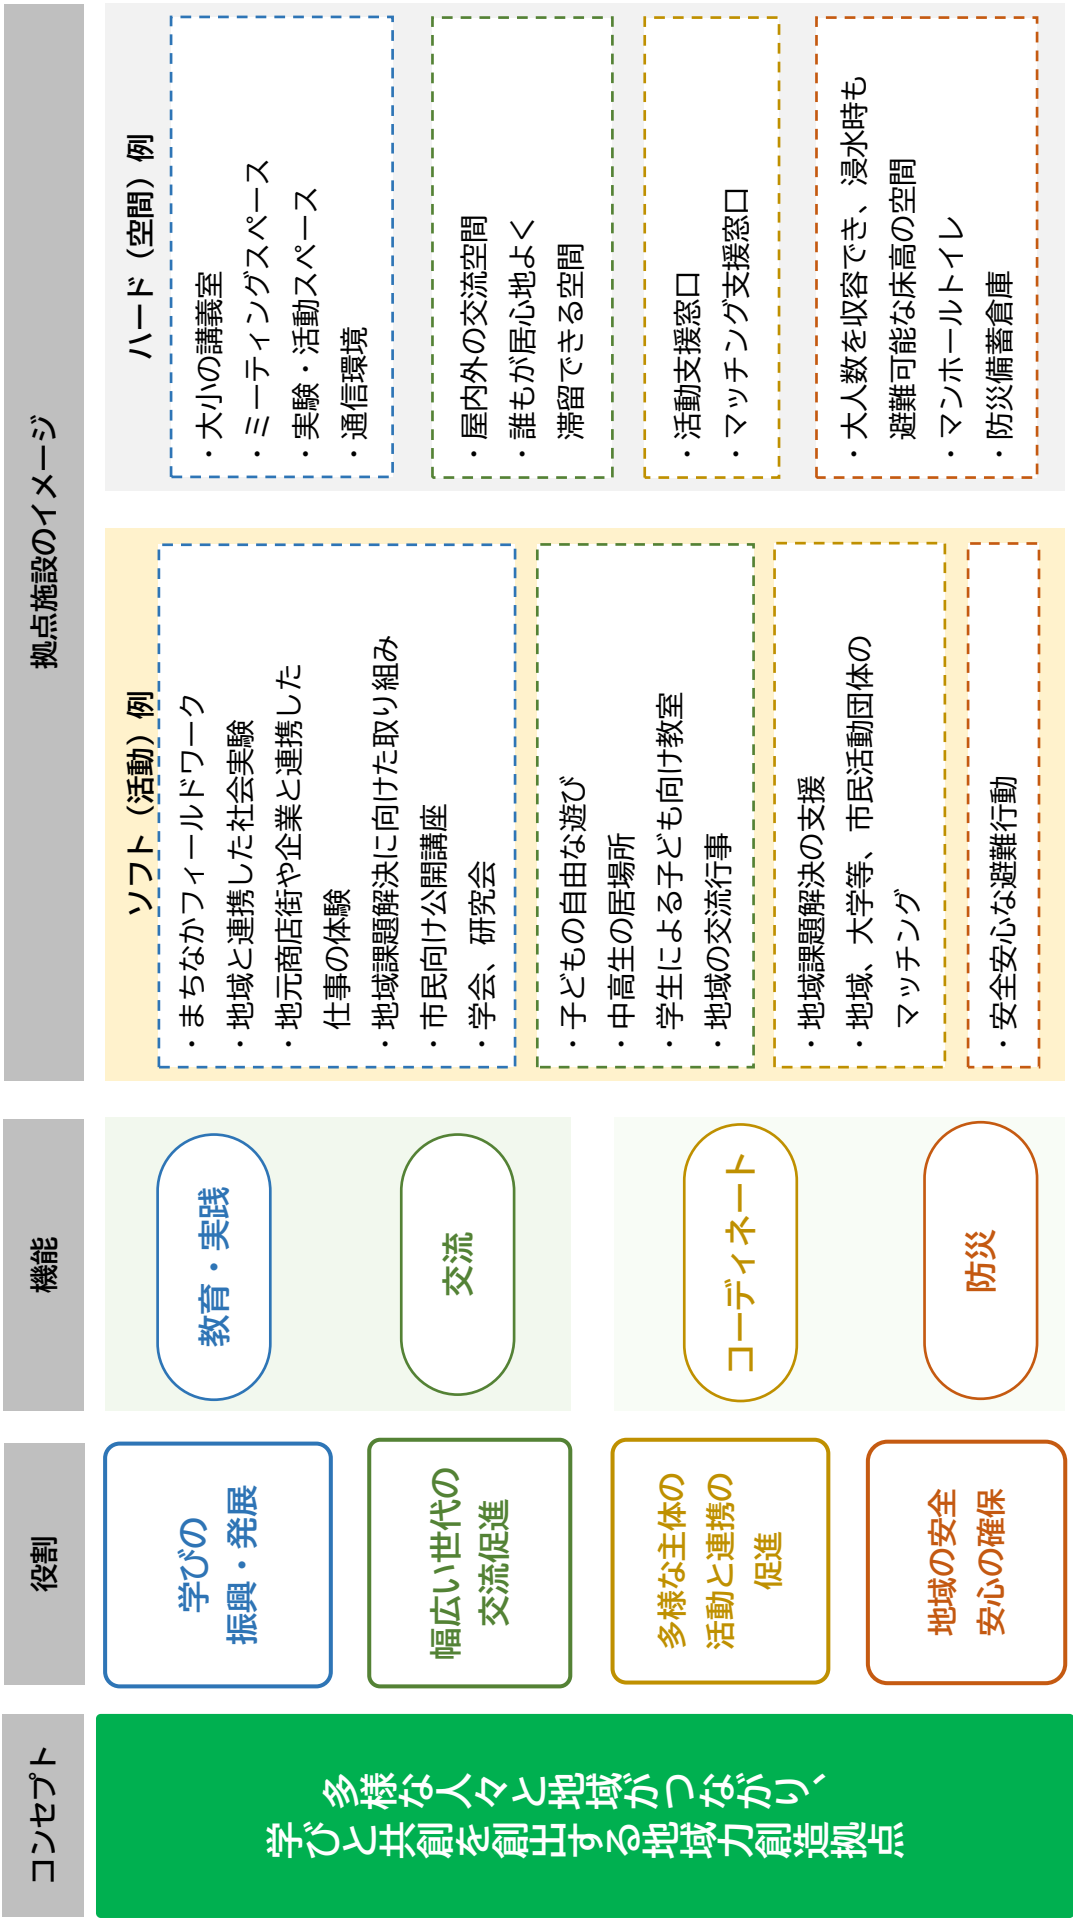 コンセプト
多様な人々と地域がつながり、
学びと共創を創出する地域力創造拠点
役割
学びの
振興・発展
幅広い世代の
交流促進
多様な主体の
活動と連携の
促進
地域の安全
安心の確保
機能
教育・実践
交流
コーディネート
防災
拠点施設のイメージ
ソフト（活動）例
・まちなかフィールドワーク
・地域と連携した社会実験
・地元商店街や企業と連携した
仕事の体験
・地域課題解決に向けた取り組み
・市民向け公開講座
・学会、研究会
・子どもの自由な遊び
・中高生の居場所
・学生による子ども向け教室
・地域の交流行事
・地域課題解決の支援
・地域、大学等、市民活動団体の
マッチング
・安全安心な避難行動
ハード（空間）例
・大小の講義室
・ミーティングスペース
・実験・活動スペース
・通信環境
・屋内外の交流空間
・誰もが居心地よく
滞留できる空間
・活動支援窓口
・マッチング支援窓口
・大人数を収容でき、浸水時も
避難可能な床高の空間
・マンホールトイレ
・防災備蓄倉庫